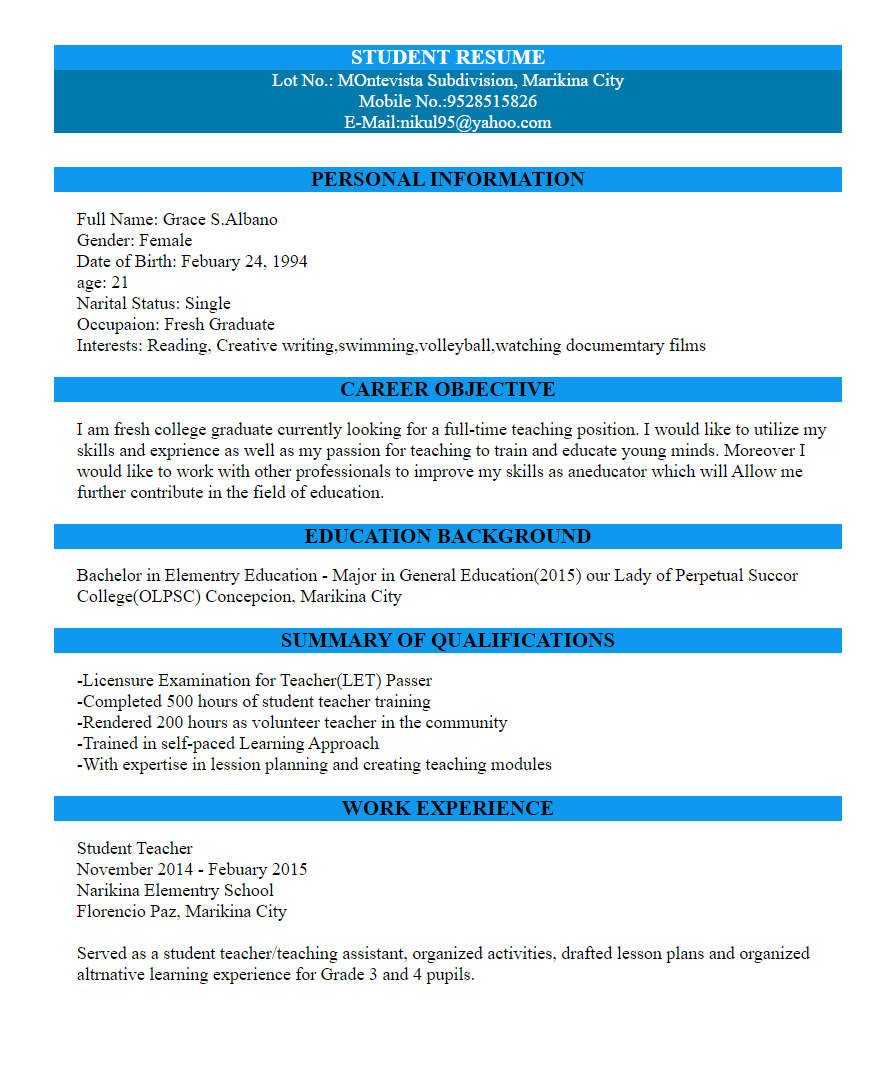 STUDENT RESUME
Lot No.: MOntevista Subdivision, Marikina City
Mobile No.:9528515826
E-Mail:nikul95@yahoo.com
PERSONAL INFORMATION
Full Name: Grace S.Albano
Gender: Female
Date of Birth: Febuary 24, 1994
age: 21
Narital Status: Single
Occupaion: Fresh Graduate
Interests: Reading, Creative writing,swimming,volleyball,watching documemtary films
CAREER OBJECTIVE
I am fresh college graduate currently looking for a full-time teaching position. I would like to utilize my
skills and exprience as well as my passion for teaching to train and educate young minds. Moreover I
would like to work with other professionals to improve my skills as aneducator which will Allow me
further contribute in the field of education.
EDUCATION BACKGROUND
Bachelor in Elementry Education - Major in General Education(2015) our Lady of Perpetual Succor
College(OLPSC) Concepcion, Marikina City
SUMMARY OF QUALIFICATIONS
-Licensure Examination for Teacher(LET) Passer
-Completed 500 hours of student teacher training
-Rendered 200 hours as volunteer teacher in the community
-Trained in self-paced Learning Approach
-With expertise in lession planning and creating teaching modules
WORK EXPERIENCE
Student Teacher
November 2014 - Febuary 2015
Narikina Elementry School
Florencio Paz, Marikina City
Served as a student teacher/teaching assistant, organized activities, drafted lesson plans and organized
altrnative learning experience for Grade 3 and 4 pupils.